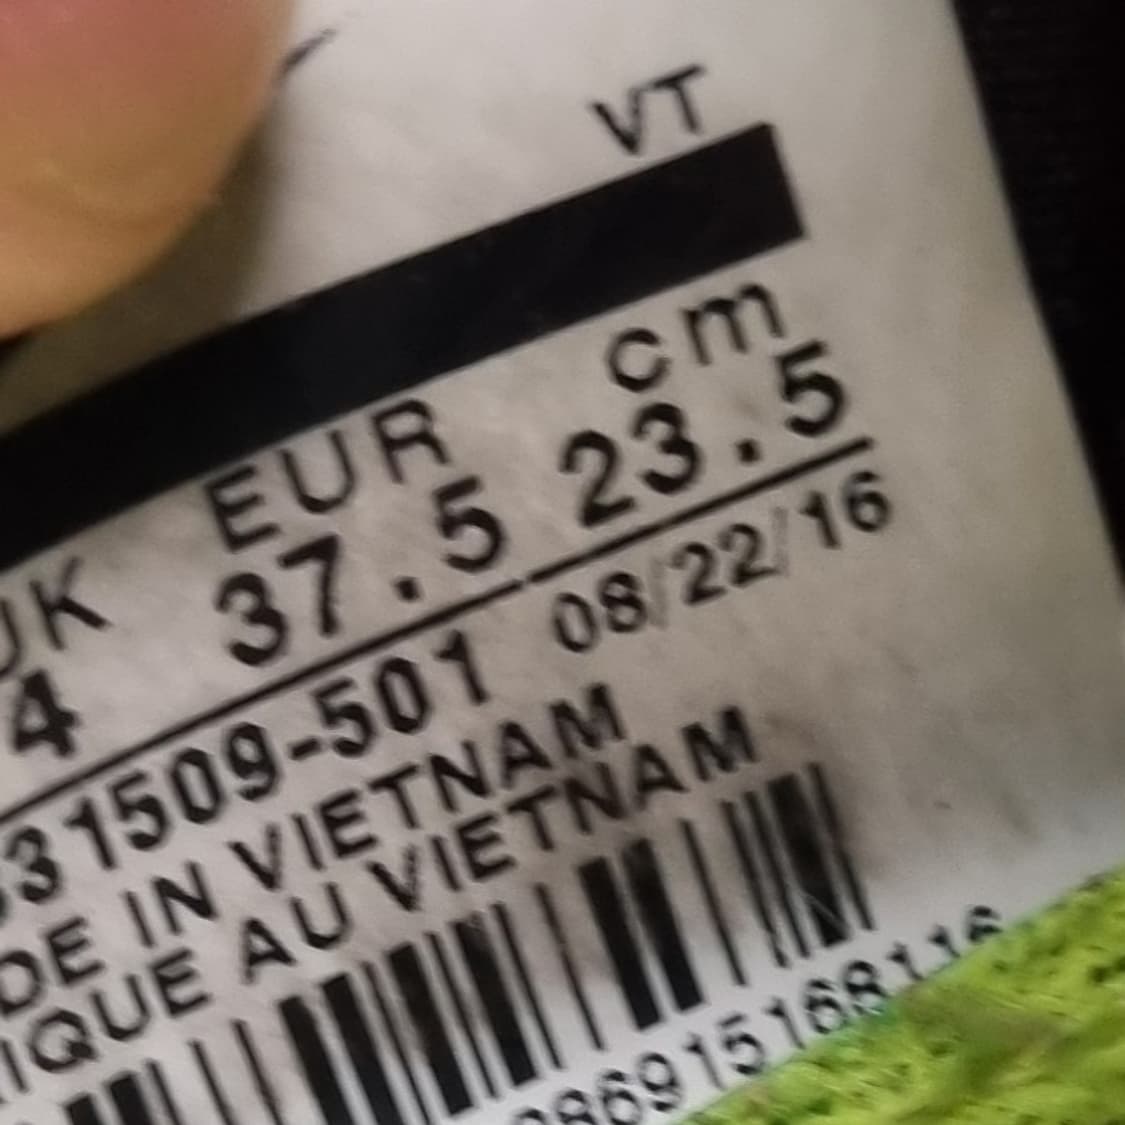 VT
UK EUR cm
4 37.5 23.5
31509-501 08/22/16
DE IN VIETNAM
IQUE AU VIETNAM
86915168116